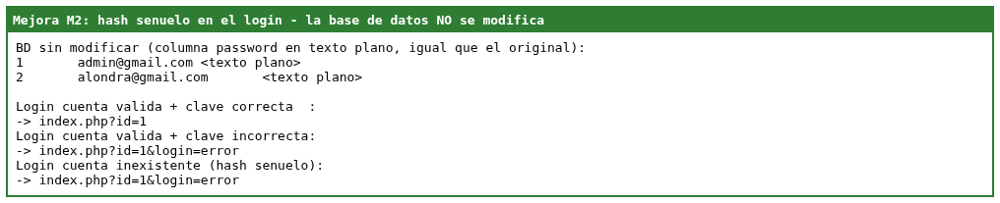 Mejora M2: hash senuelo en el login - la base de datos NO se modifica
BD sin modificar (columna password en texto plano, igual que el original):
1       admin@gmail.com <texto plano>
2       alondra@gmail.com       <texto plano>
Login cuenta valida + clave correcta  :
-> index.php?id=1
Login cuenta valida + clave incorrecta:
-> index.php?id=1&login=error
Login cuenta inexistente (hash senuelo):
-> index.php?id=1&login=error